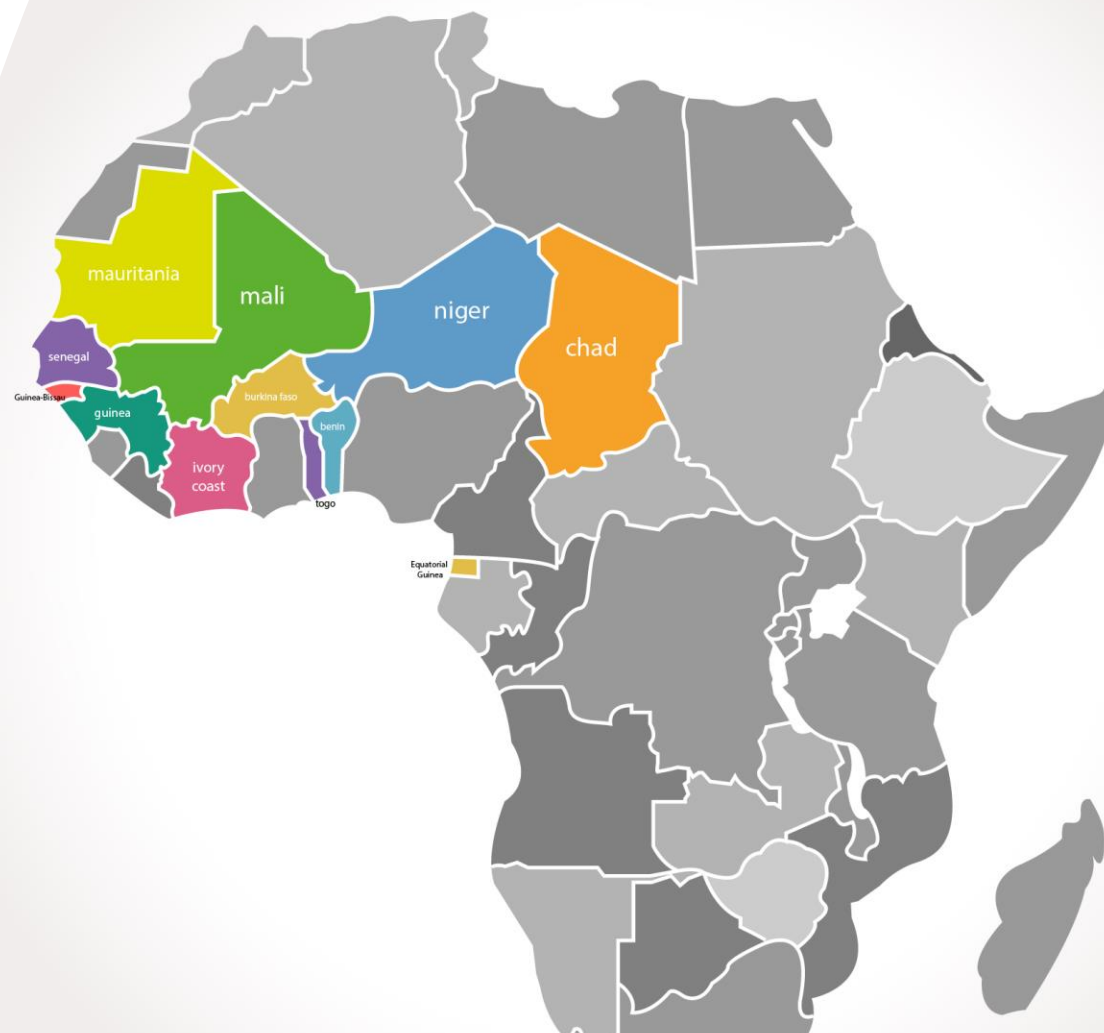 mauritania
mali
niger
chad
senegal
Guinea-Bissau
guinea
burkina faso
benin
ivory
coast
togo
Equatorial
Guinea